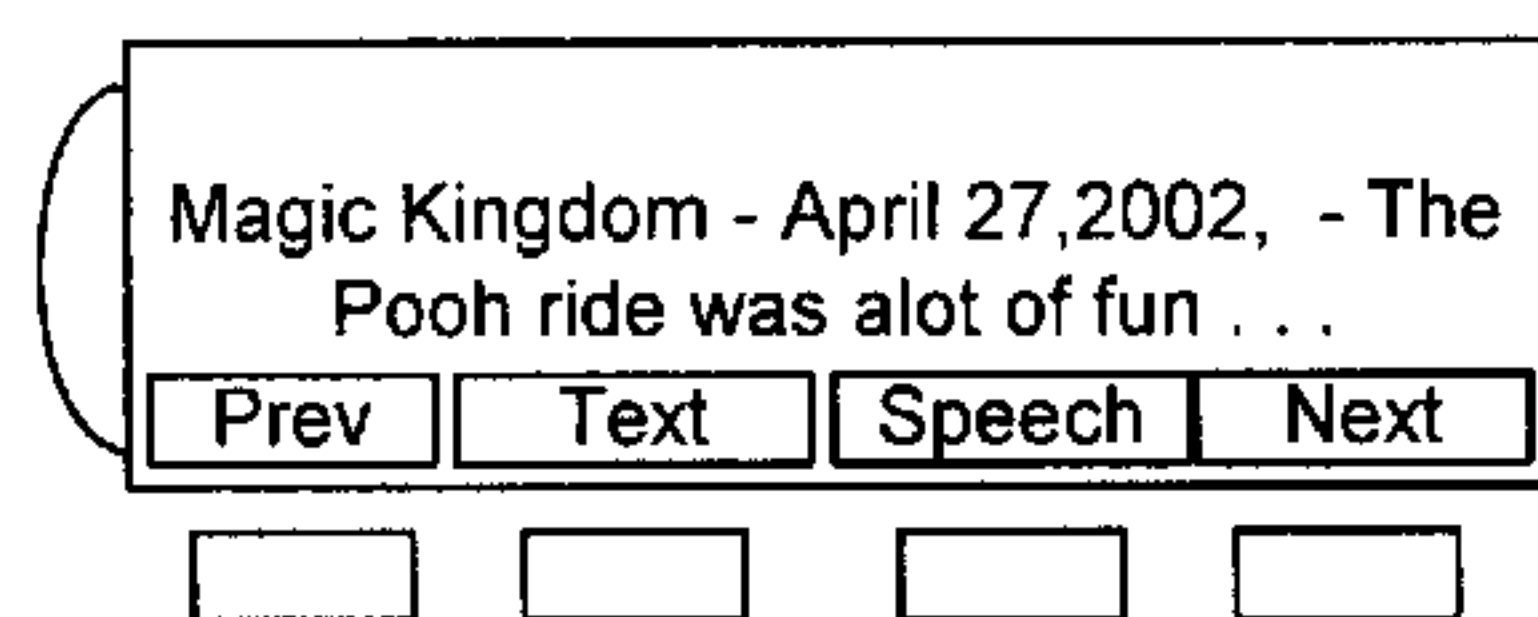 Magic Kingdom - April 27,2002,  - The
Pooh ride was alot of fun . . .
Prev Text Speech Next